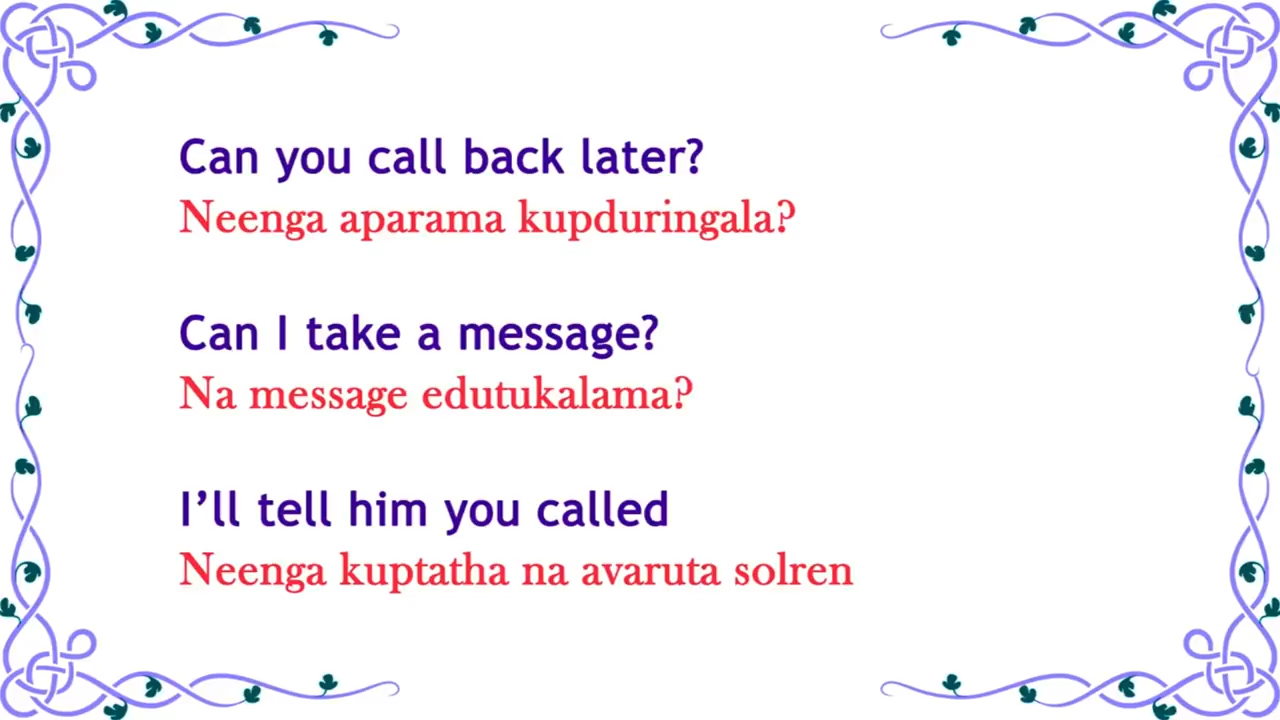 Can you call back later?
Neenga aparama kupduringala?
Can I take a message?
Na message edutukalama?
I’ll tell him you called
Neenga kuptatha na avaruta solren